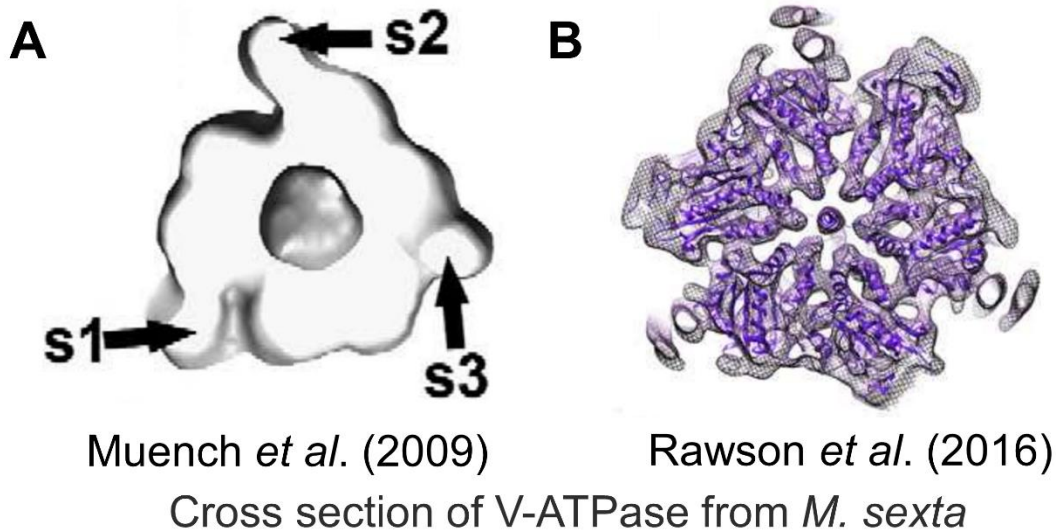 A
s2
B
s1
s3
Muench et al. (2009)
Rawson et al. (2016)
Cross section of V-ATPase from M. sexta